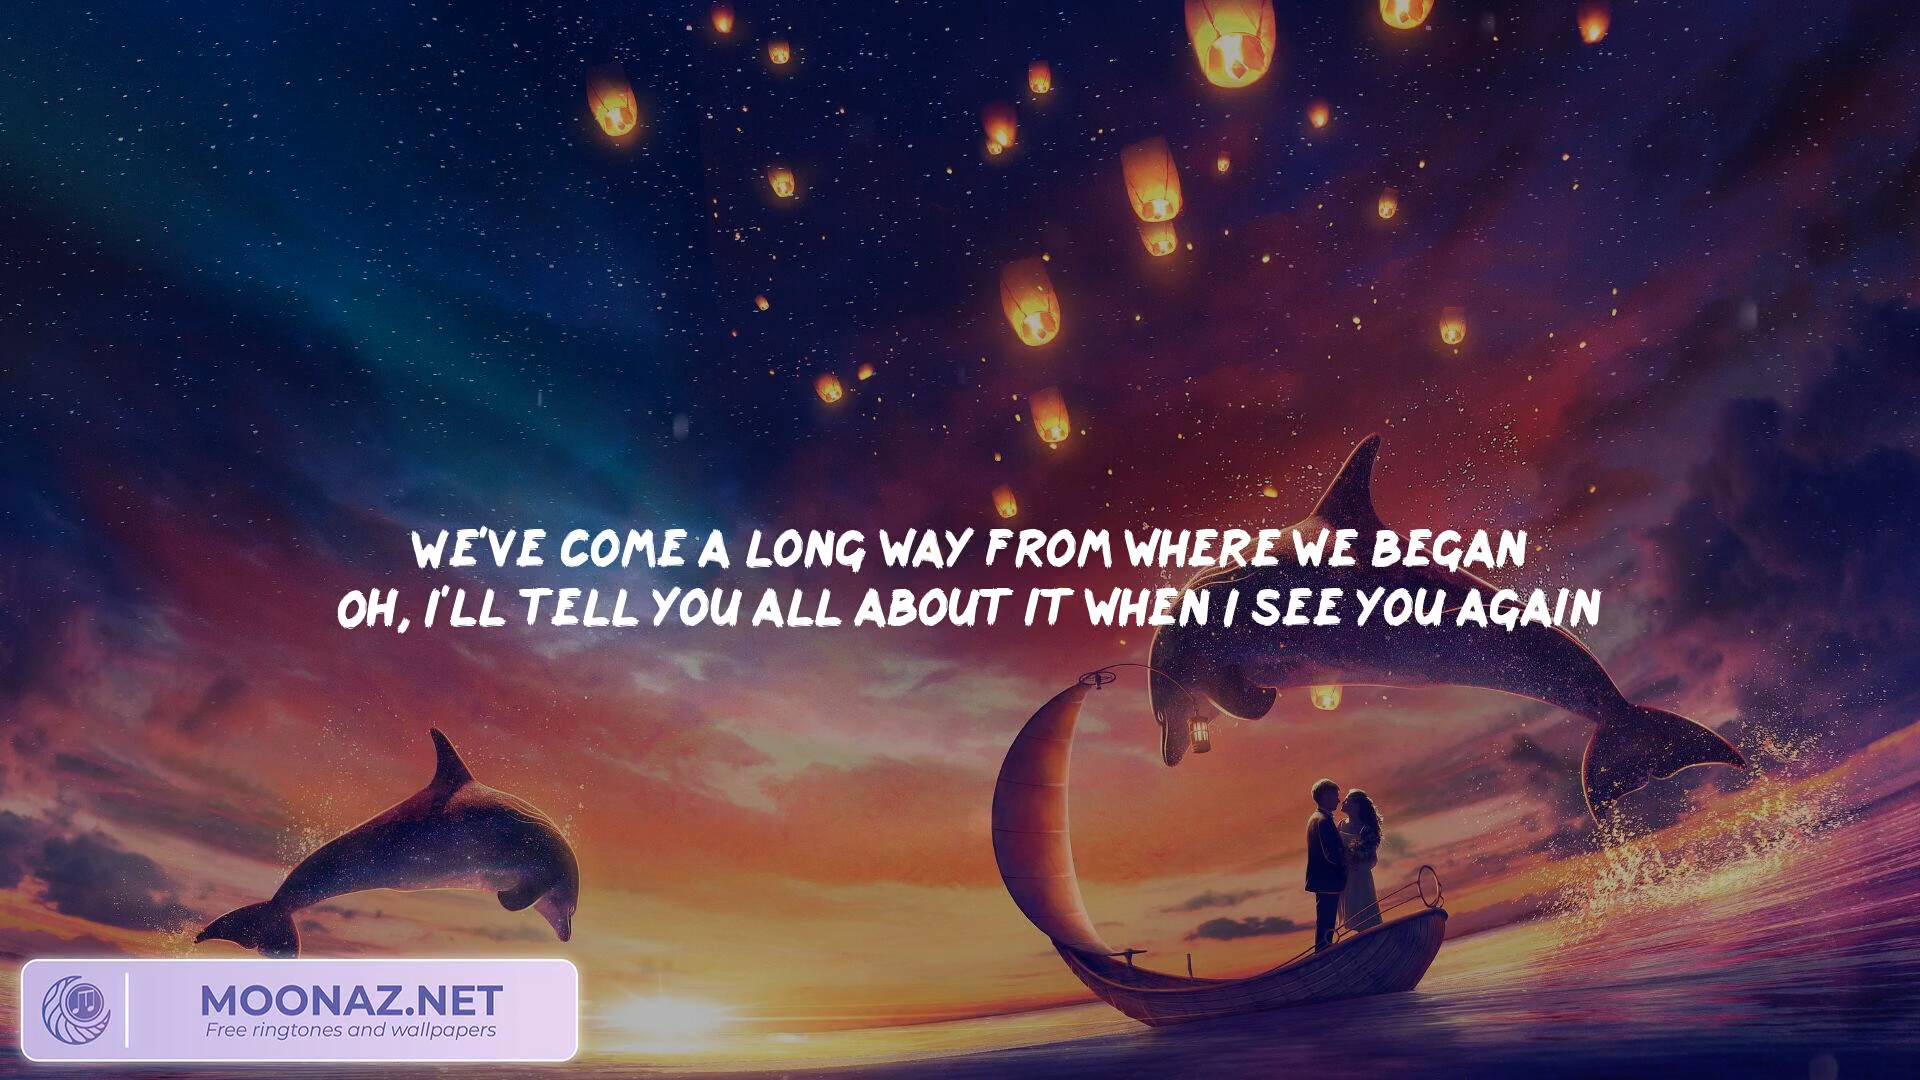 WE'VE COME A LONG WAY FROM WHERE WE BEGAN
OH, I'LL TELL YOU ALL ABOUT IT WHEN I SEE YOU AGAIN
MOONAZ.NET
Free ringtones and wallpapers